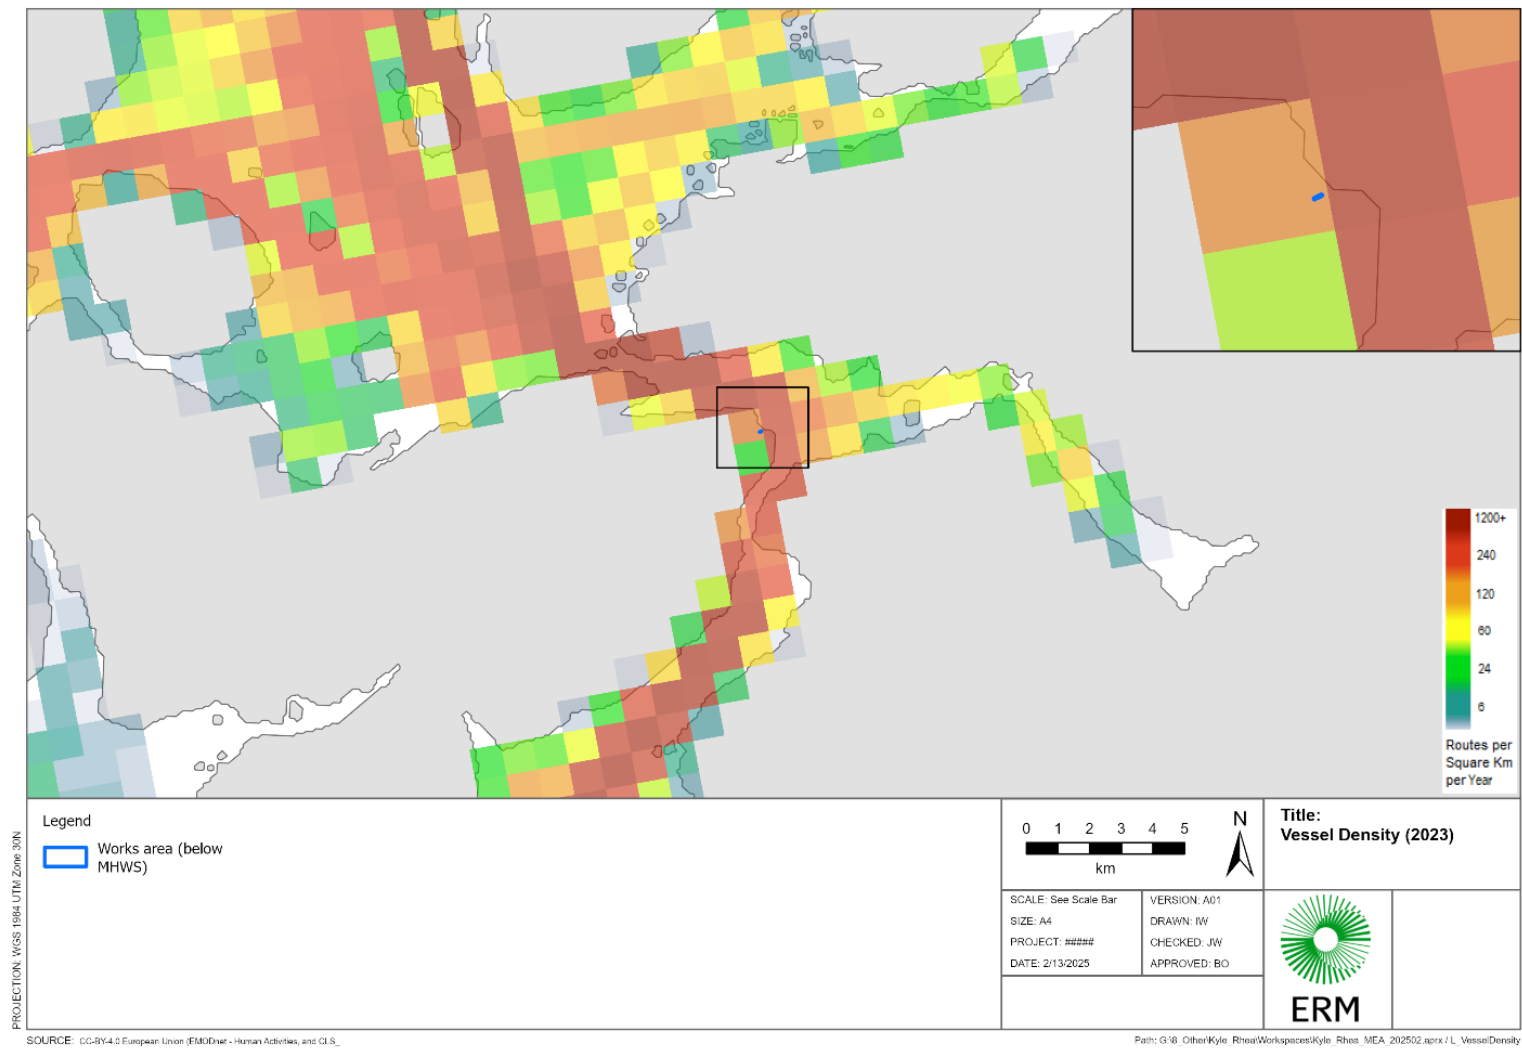 1200+
240
120
60
24
6
Routes per
Square Km
per Year
PROJECTION: WGS 1984 UTM Zone 30N
Legend
Works area (below
MHWS)
0 1 2 3 4 5
km
N
SCALE: See Scale Bar
SIZE: A4
PROJECT: #####
DATE: 2/13/2025
VERSION: A01
DRAWN: IW
CHECKED: JW
APPROVED: BO
Title:
Vessel Density (2023)
ERM
SOURCE: CC-BY-4.0 European Union (EMODnet - Human Activities, and CLS_
Path: G:\8_Other\Kyle_Rhea\Workspaces\Kyle_Rhea_MEA_202502.aprx / L_VesselDensity